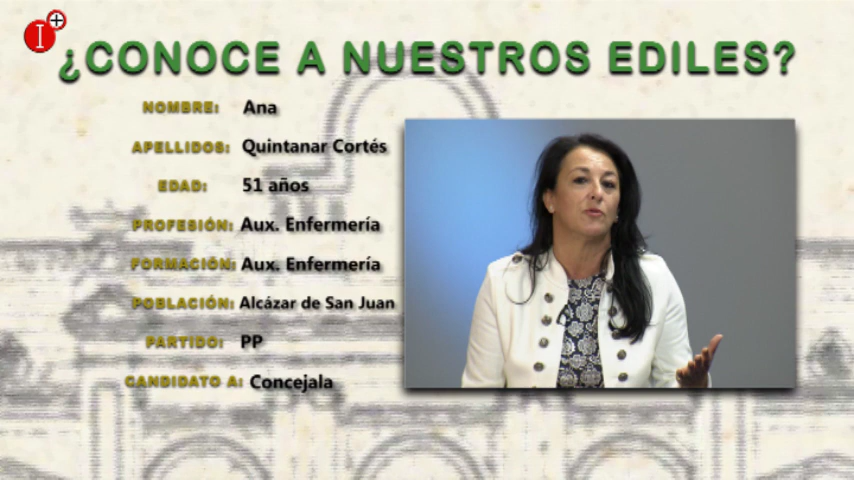 I+
¿CONOCE A NUESTROS EDILES?
NOMBRE: Ana
APELLIDOS: Quintanar Cortés
EDAD: 51 años
PROFESIÓN: Aux. Enfermería
FORMACIÓN: Aux. Enfermería
POBLACIÓN: Alcázar de San Juan
PARTIDO: PP
CANDIDATO A: Concejala